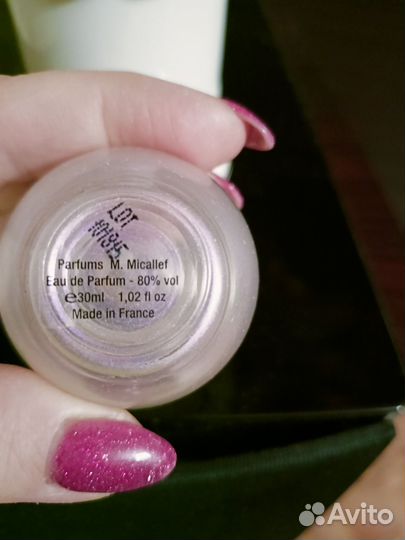 LOT
Parfums M. Micallef
Eau de Parfum - 80% vol
℮30ml 1,02 fl oz
Made in France
Avito